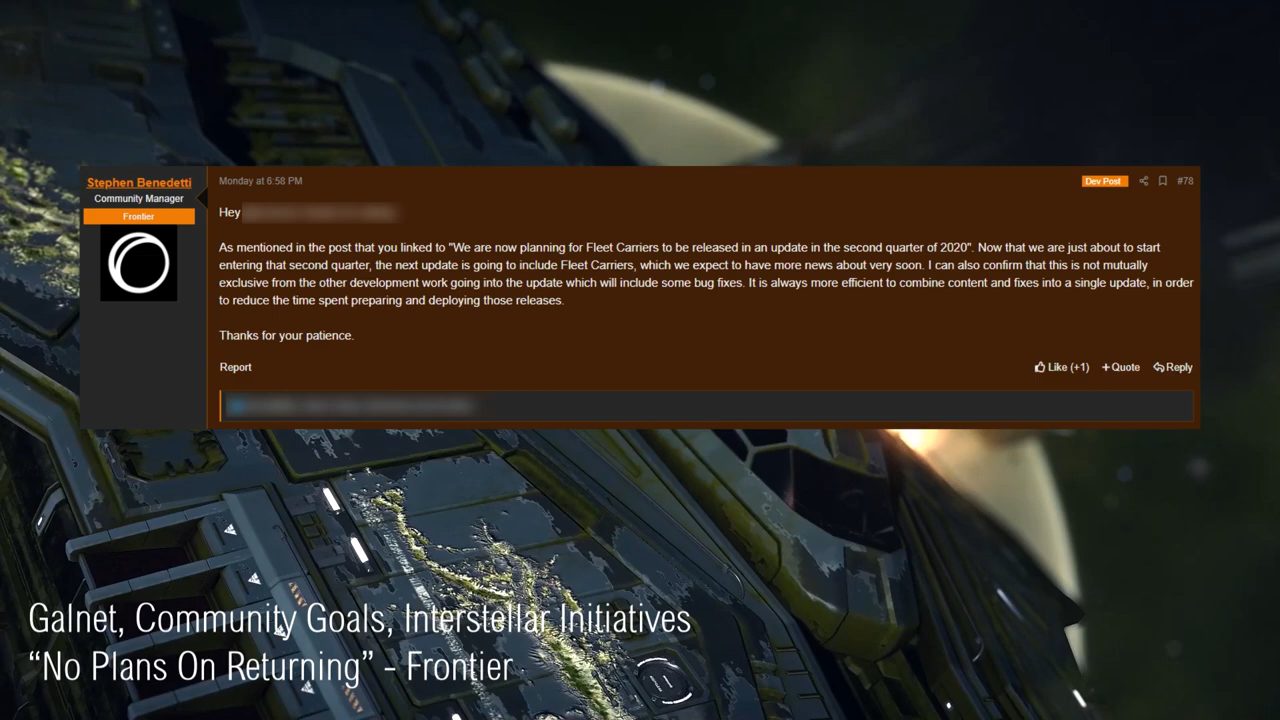 Stephen Benedetti
Community Manager
Frontier
Monday at 6:58 PM
Dev Post
#78
Hey
As mentioned in the post that you linked to "We are now planning for Fleet Carriers to be released in an update in the second quarter of 2020". Now that we are just about to start
entering that second quarter, the next update is going to include Fleet Carriers, which we expect to have more news about very soon. I can also confirm that this is not mutually
exclusive from the other development work going into the update which will include some bug fixes. It is always more efficient to combine content and fixes into a single update, in order
to reduce the time spent preparing and deploying those releases.
Thanks for your patience.
Report
Like (+1)
+ Quote
Reply
Galnet, Community Goals, Interstellar Initiatives
“No Plans On Returning” - Frontier